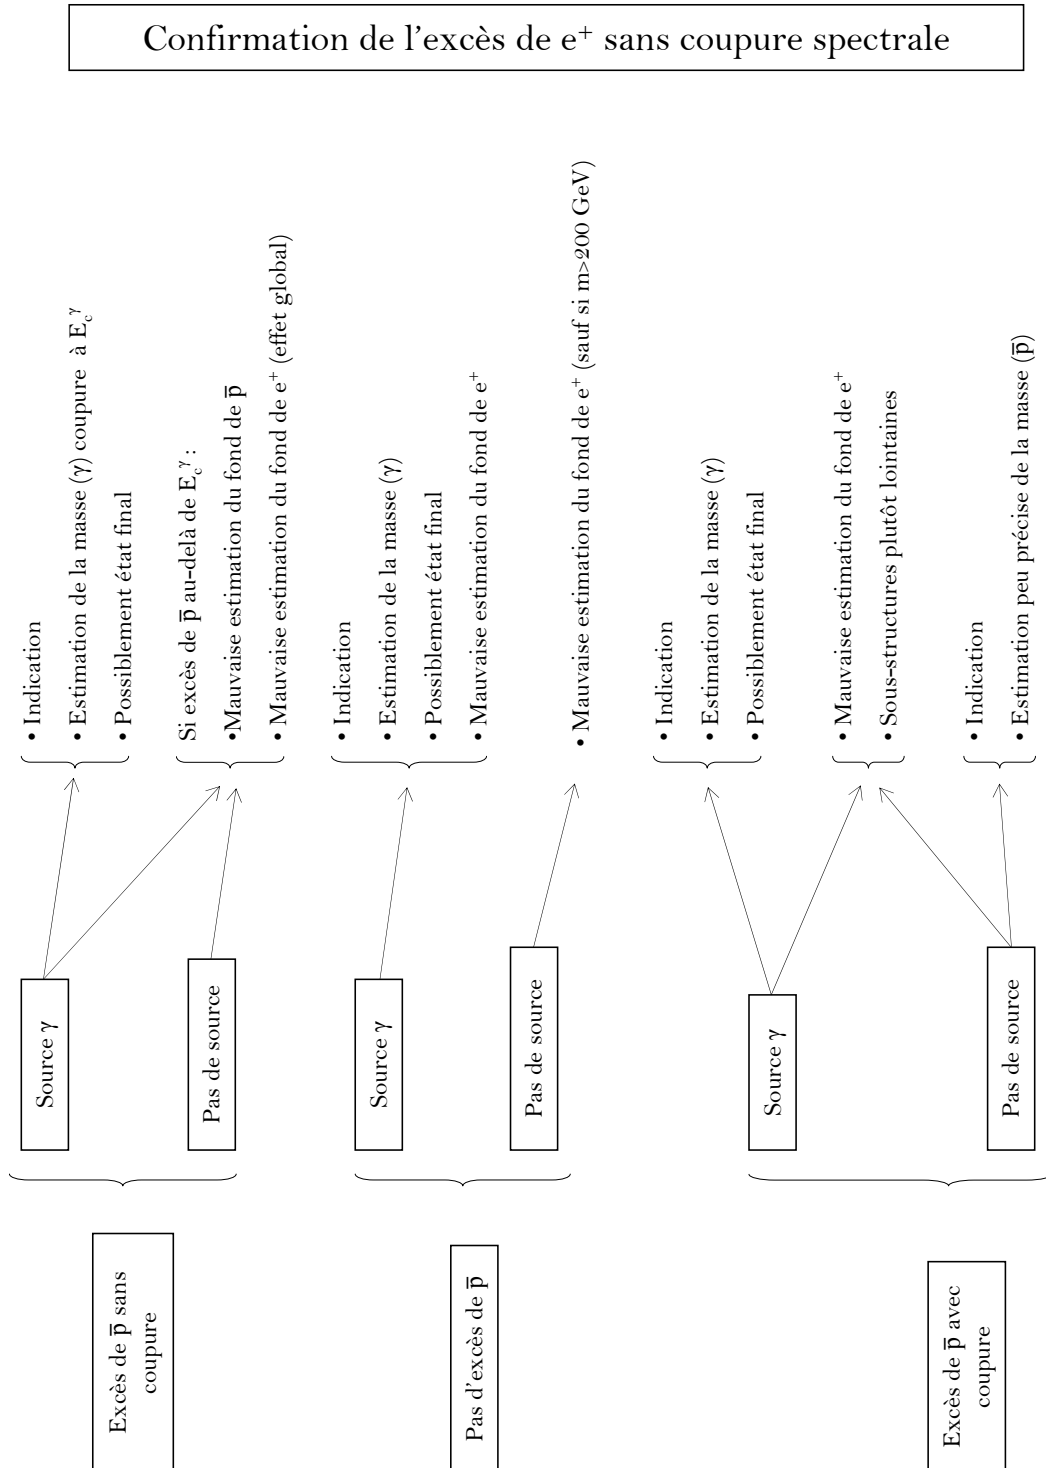 Confirmation de l’excès de e⁺ sans coupure spectrale
Excès de p̅ sans
coupure
Source γ
• Indication
• Estimation de la masse (γ) coupure à E_c^γ
• Possiblement état final
Pas de source
Si excès de p̅ au-delà de E_c^γ :
•Mauvaise estimation du fond de p̅
• Mauvaise estimation du fond de e⁺ (effet global)
Pas d’excès de p̅
Source γ
• Indication
• Estimation de la masse (γ)
• Possiblement état final
• Mauvaise estimation du fond de e⁺
Pas de source
• Mauvaise estimation du fond de e⁺ (sauf si m>200 GeV)
Excès de p̅ avec
coupure
Source γ
• Indication
• Estimation de la masse (γ)
• Possiblement état final
• Mauvaise estimation du fond de e⁺
• Sous-structures plutôt lointaines
Pas de source
• Indication
• Estimation peu précise de la masse (p̅)